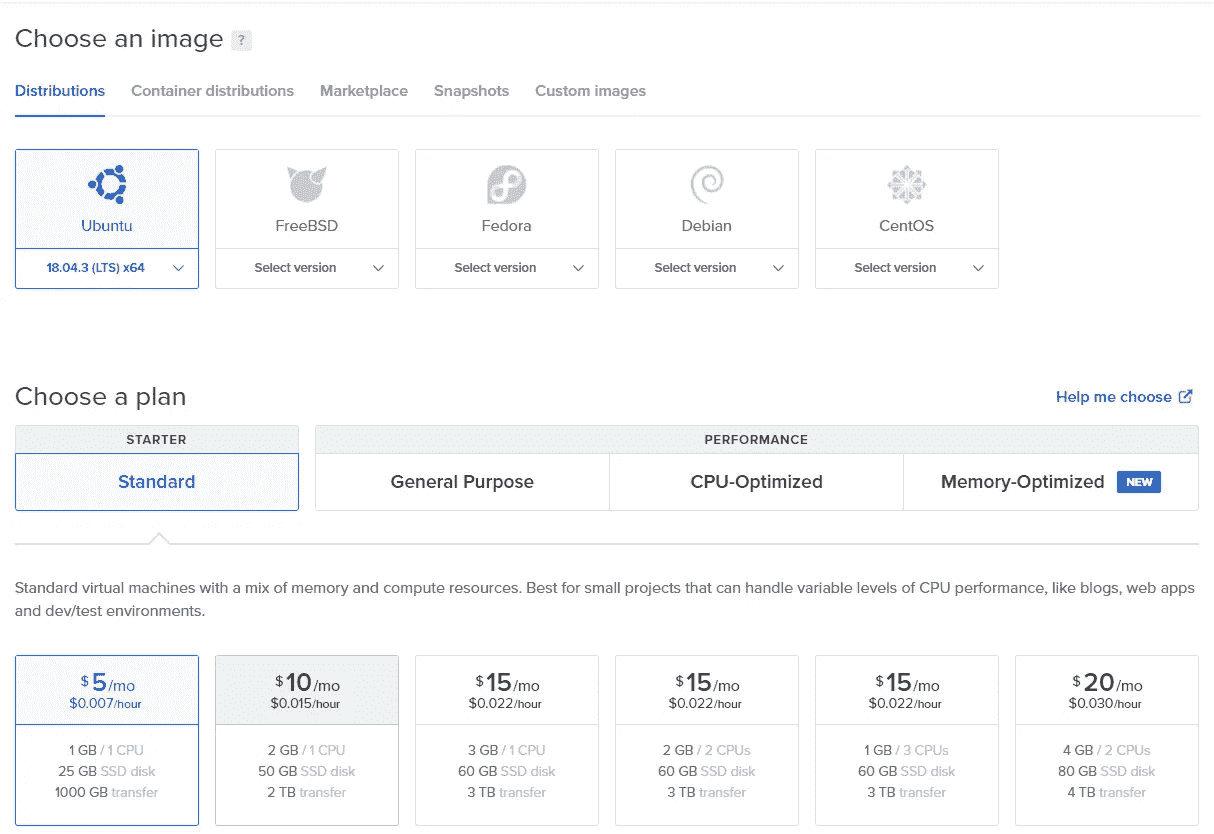 Choose an image ?
Distributions Container distributions Marketplace Snapshots Custom images
Ubuntu FreeBSD Fedora Debian CentOS
18.04.3 (LTS) x64 Select version Select version Select version Select version
Choose a plan Help me choose
STARTER PERFORMANCE
Standard General Purpose CPU-Optimized Memory-Optimized NEW
Standard virtual machines with a mix of memory and compute resources. Best for small projects that can handle variable levels of CPU performance, like blogs, web apps
and dev/test environments.
$5/mo $10/mo $15/mo $15/mo $15/mo $20/mo
$0.007/hour $0.015/hour $0.022/hour $0.022/hour $0.022/hour $0.030/hour
1 GB / 1 CPU 2 GB / 1 CPU 3 GB / 1 CPU 2 GB / 2 CPUs 1 GB / 3 CPUs 4 GB / 2 CPUs
25 GB SSD disk 50 GB SSD disk 60 GB SSD disk 60 GB SSD disk 60 GB SSD disk 80 GB SSD disk
1000 GB transfer 2 TB transfer 3 TB transfer 3 TB transfer 3 TB transfer 4 TB transfer